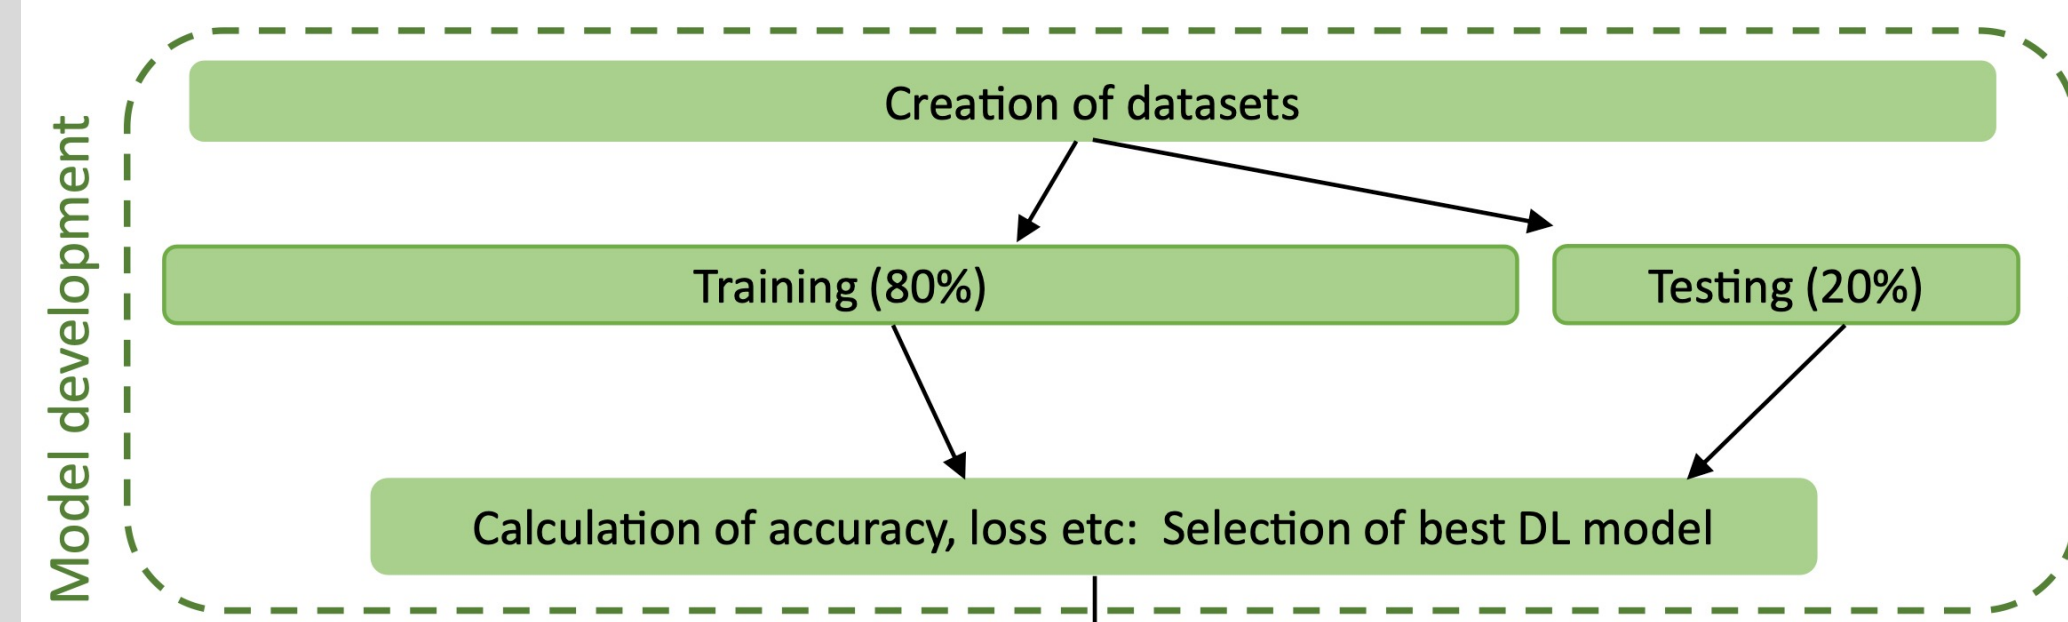 Model development
Creation of datasets
Training (80%)
Testing (20%)
Calculation of accuracy, loss etc:  Selection of best DL model